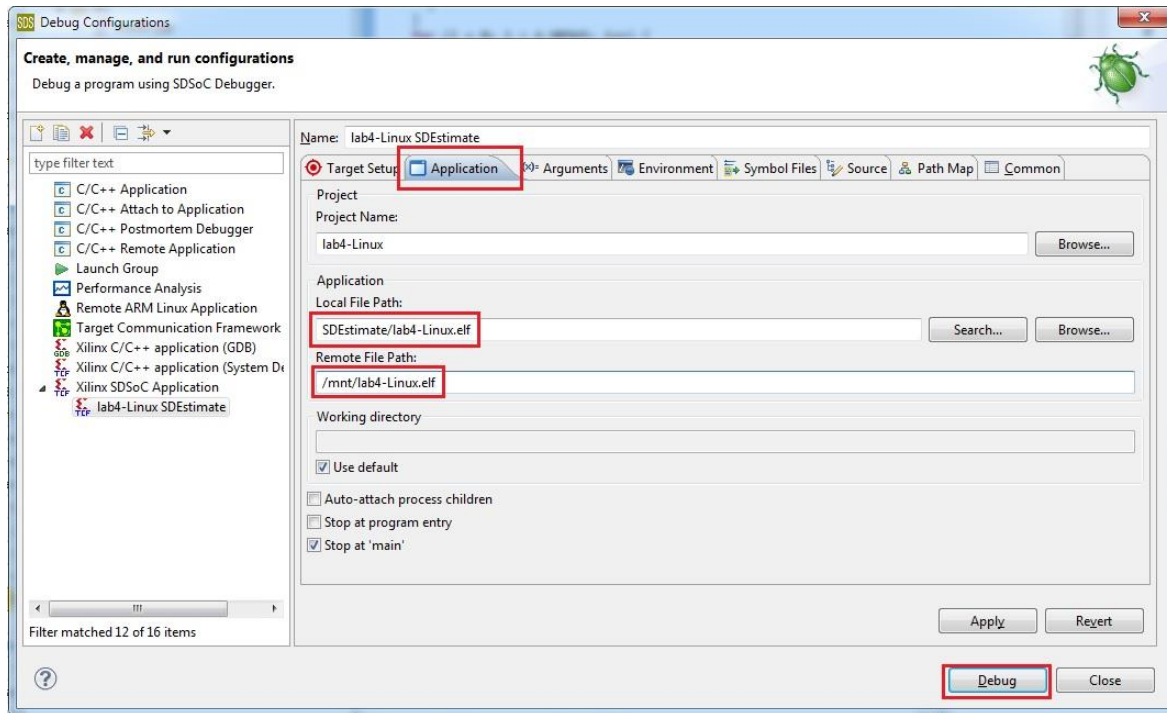 SDS Debug Configurations
Create, manage, and run configurations
Debug a program using SDSoC Debugger.
type filter text
C/C++ Application
C/C++ Attach to Application
C/C++ Postmortem Debugger
C/C++ Remote Application
Launch Group
Performance Analysis
Remote ARM Linux Application
Target Communication Framework
GDB Xilinx C/C++ application (GDB)
TCF Xilinx C/C++ application (System De
Xilinx SDSoC Application
TCF lab4-Linux SDEstimate
Filter matched 12 of 16 items
Name: lab4-Linux SDEstimate
Target Setup Application (x)= Arguments Environment Symbol Files Source Path Map Common
Project
Project Name:
lab4-Linux Browse...
Application
Local File Path:
SDEstimate/lab4-Linux.elf Search... Browse...
Remote File Path:
/mnt/lab4-Linux.elf
Working directory
Use default
Auto-attach process children
Stop at program entry
Stop at 'main'
Apply Revert
? Debug Close